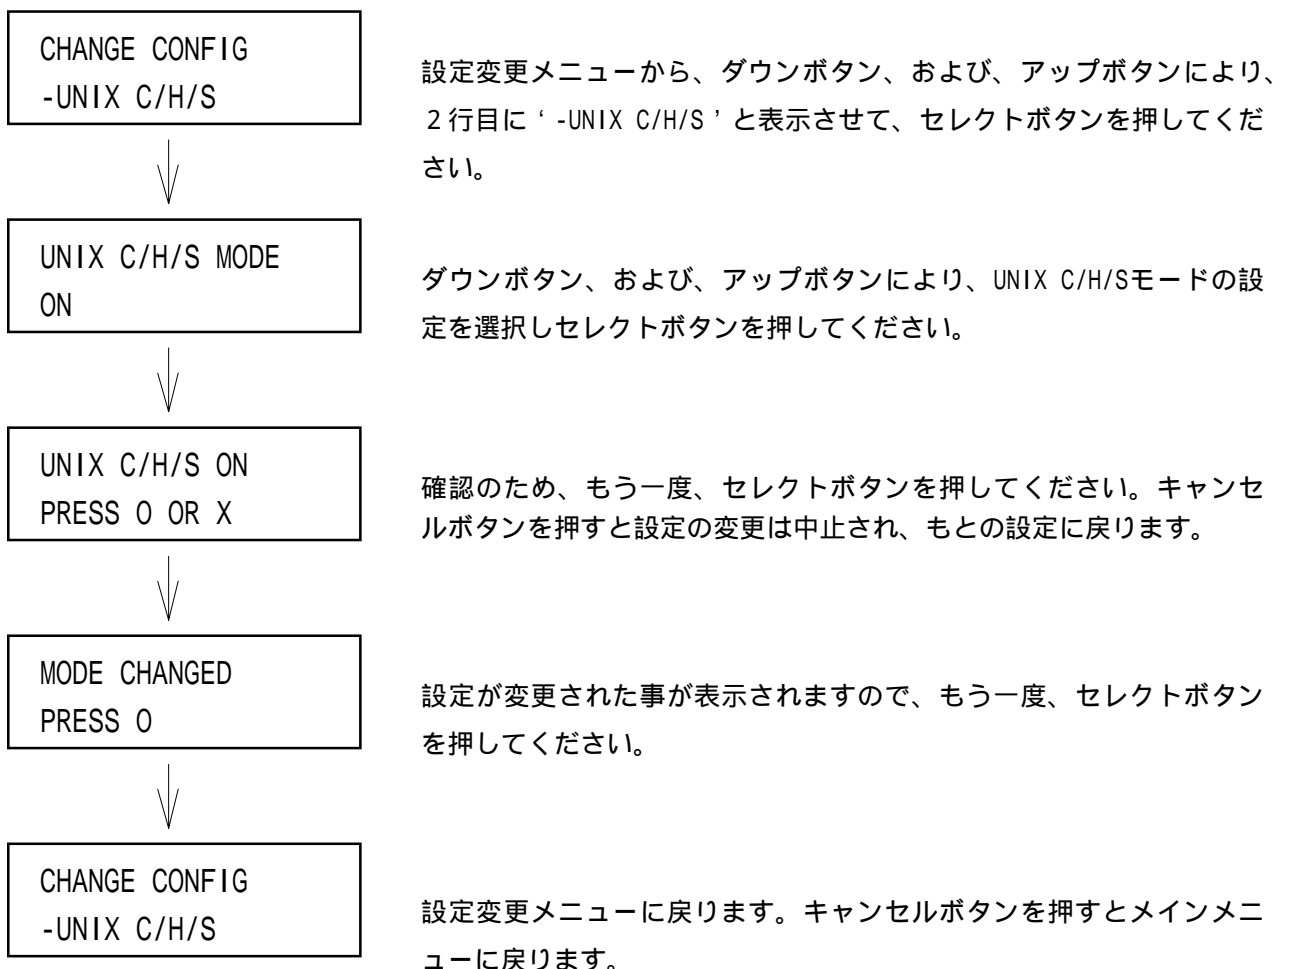 CHANGE CONFIG
-UNIX C/H/S
設定変更メニューから、ダウンボタン、および、アップボタンにより、
２行目に‘-UNIX C/H/S’と表示させて、セレクトボタンを押してくだ
さい。
UNIX C/H/S MODE
ON
ダウンボタン、および、アップボタンにより、UNIX C/H/Sモードの設
定を選択しセレクトボタンを押してください。
UNIX C/H/S ON
PRESS O OR X
確認のため、もう一度、セレクトボタンを押してください。キャンセ
ルボタンを押すと設定の変更は中止され、もとの設定に戻ります。
MODE CHANGED
PRESS O
設定が変更された事が表示されますので、もう一度、セレクトボタン
を押してください。
CHANGE CONFIG
-UNIX C/H/S
設定変更メニューに戻ります。キャンセルボタンを押すとメインメニ
ューに戻ります。